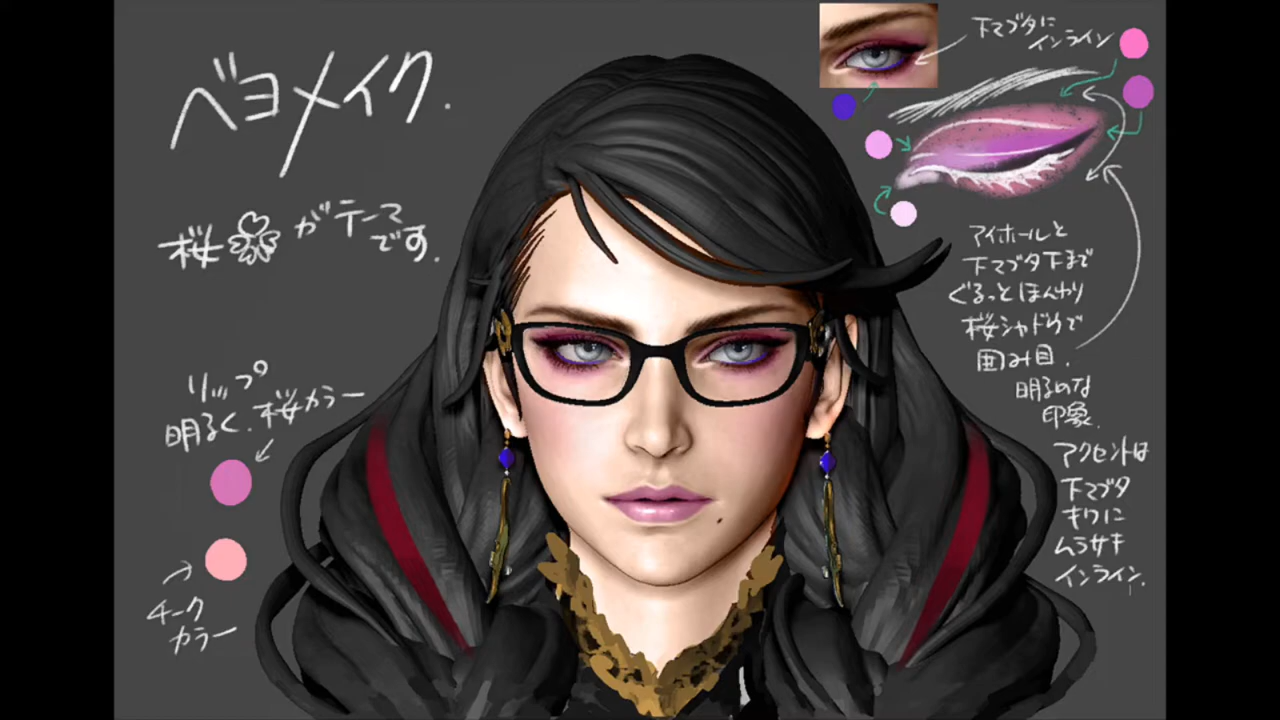 ベヨメイク.
桜がテーマ
です.
リップ
明るく.桜カラー
チーク
カラー
下マブタに
インライン
アイホールと
下マブタ下まで
ぐるっとほんわり
桜シャドウで
囲み目.
明るめな
印象.
アクセントは
下マブタ
キワに
ムラサキ
インライン.